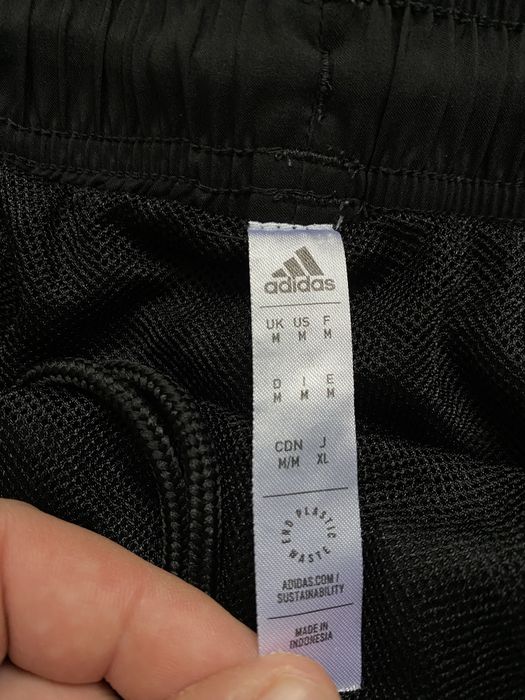 adidas
UK US F
M M M
D I E
M M M
CDN J
M/M XL
END PLASTIC WASTE
ADIDAS.COM/
SUSTAINABILITY
MADE IN
INDONESIA